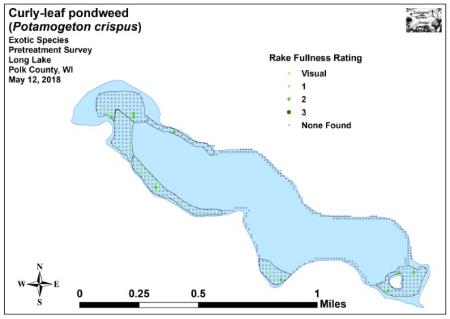 Curly-leaf pondweed
(Potamogeton crispus)
Exotic Species
Pretreatment Survey
Long Lake
Polk County, WI
May 12, 2018
Rake Fullness Rating
Visual
1
2
3
None Found
N
W E
S
0 0.25 0.5 1
Miles